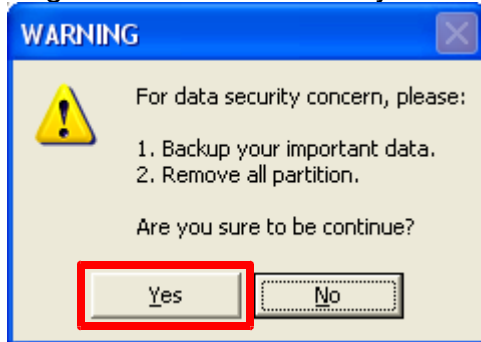 WARNING
For data security concern, please:
1. Backup your important data.
2. Remove all partition.
Are you sure to be continue?
Yes No